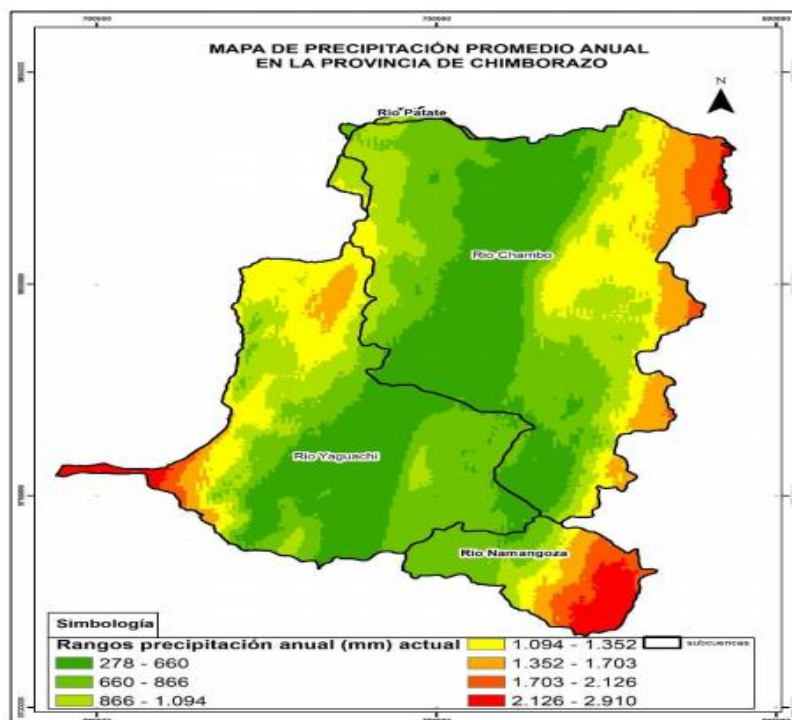 700000
MAPA DE PRECIPITACIÓN PROMEDIO ANUAL
EN LA PROVINCIA DE CHIMBORAZO
N
Rio Patate
Rio Chambo
Rio Yaguachi
Rio Namangoza
Simbología
Rangos precipitación anual (mm) actual
278 - 660
660 - 866
866 - 1.094
1.094 - 1.352
1.352 - 1.703
1.703 - 2.126
2.126 - 2.910
subcuencas